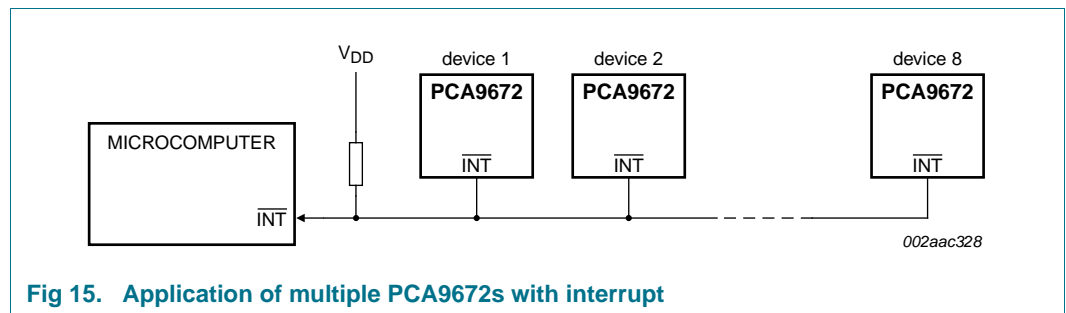 V_DD
device 1
device 2
device 8
PCA9672
PCA9672
PCA9672
MICROCOMPUTER
INT
INT
INT
INT
002aac328
Fig 15. Application of multiple PCA9672s with interrupt